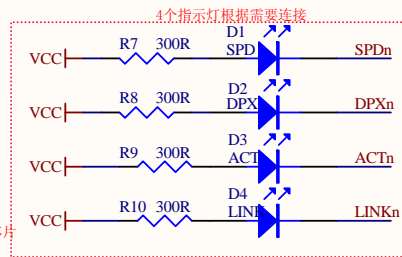 4个指示灯根据需要连接
D1
R7 300R SPD SPDn
VCC
D2
R8 300R DPX DPXn
VCC
D3
R9 300R ACT ACTn
VCC
D4
R10 300R LINK LINKn
VCC
片